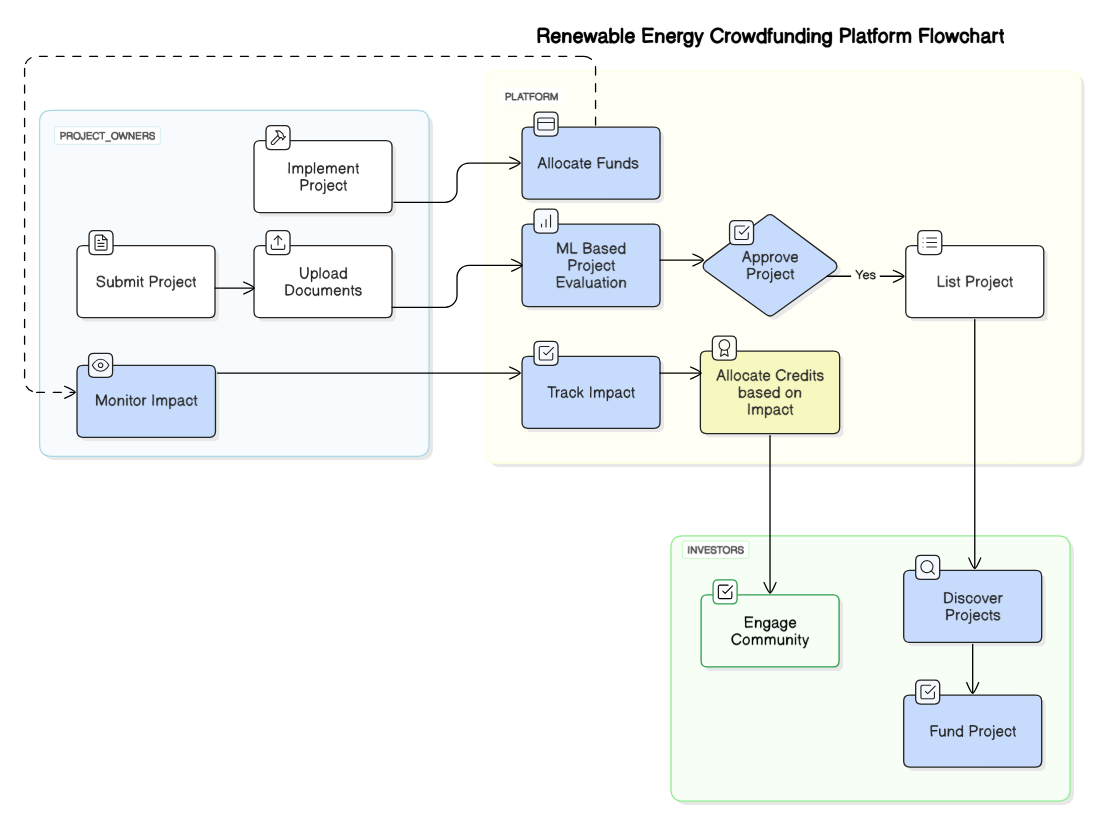 Renewable Energy Crowdfunding Platform Flowchart
PLATFORM
PROJECT_OWNERS
Implement
Project
Allocate Funds
Submit Project
Upload
Documents
ML Based
Project
Evaluation
Approve
Project
Yes
List Project
Monitor Impact
Track Impact
Allocate Credits
based on
Impact
INVESTORS
Engage
Community
Discover
Projects
Fund Project